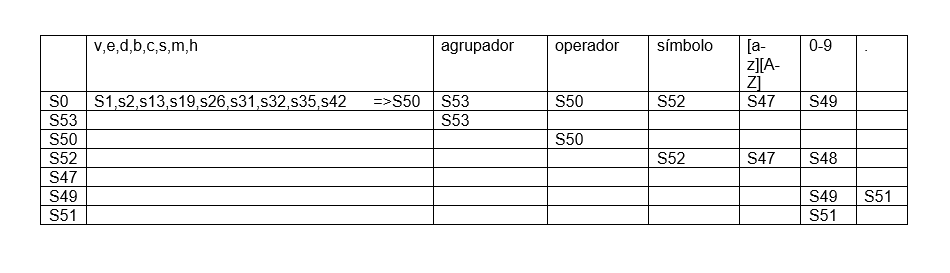 v,e,d,b,c,s,m,h agrupador operador símbolo [a-z][A-Z] 0-9 .
S0 S1,s2,s13,s19,s26,s31,s32,s35,s42 =>S50 S53 S50 S52 S47 S49
S53 S53
S50 S50
S52 S52 S47 S48
S47
S49 S49 S51
S51 S51